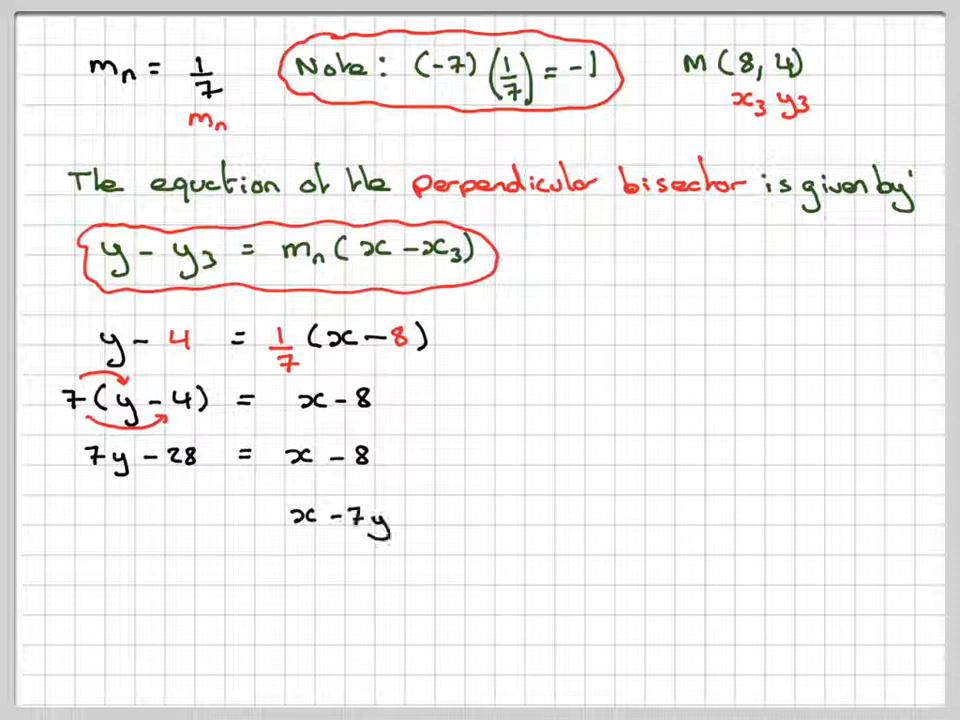 mn = 1/7 Note: (-7)(1/7) = -1 M(8, 4)
mn x3 y3
The equation of the perpendicular bisector is given by
y - y3 = mn(x - x3)
y - 4 = 1/7 (x - 8)
7(y - 4) = x - 8
7y - 28 = x - 8
x - 7y